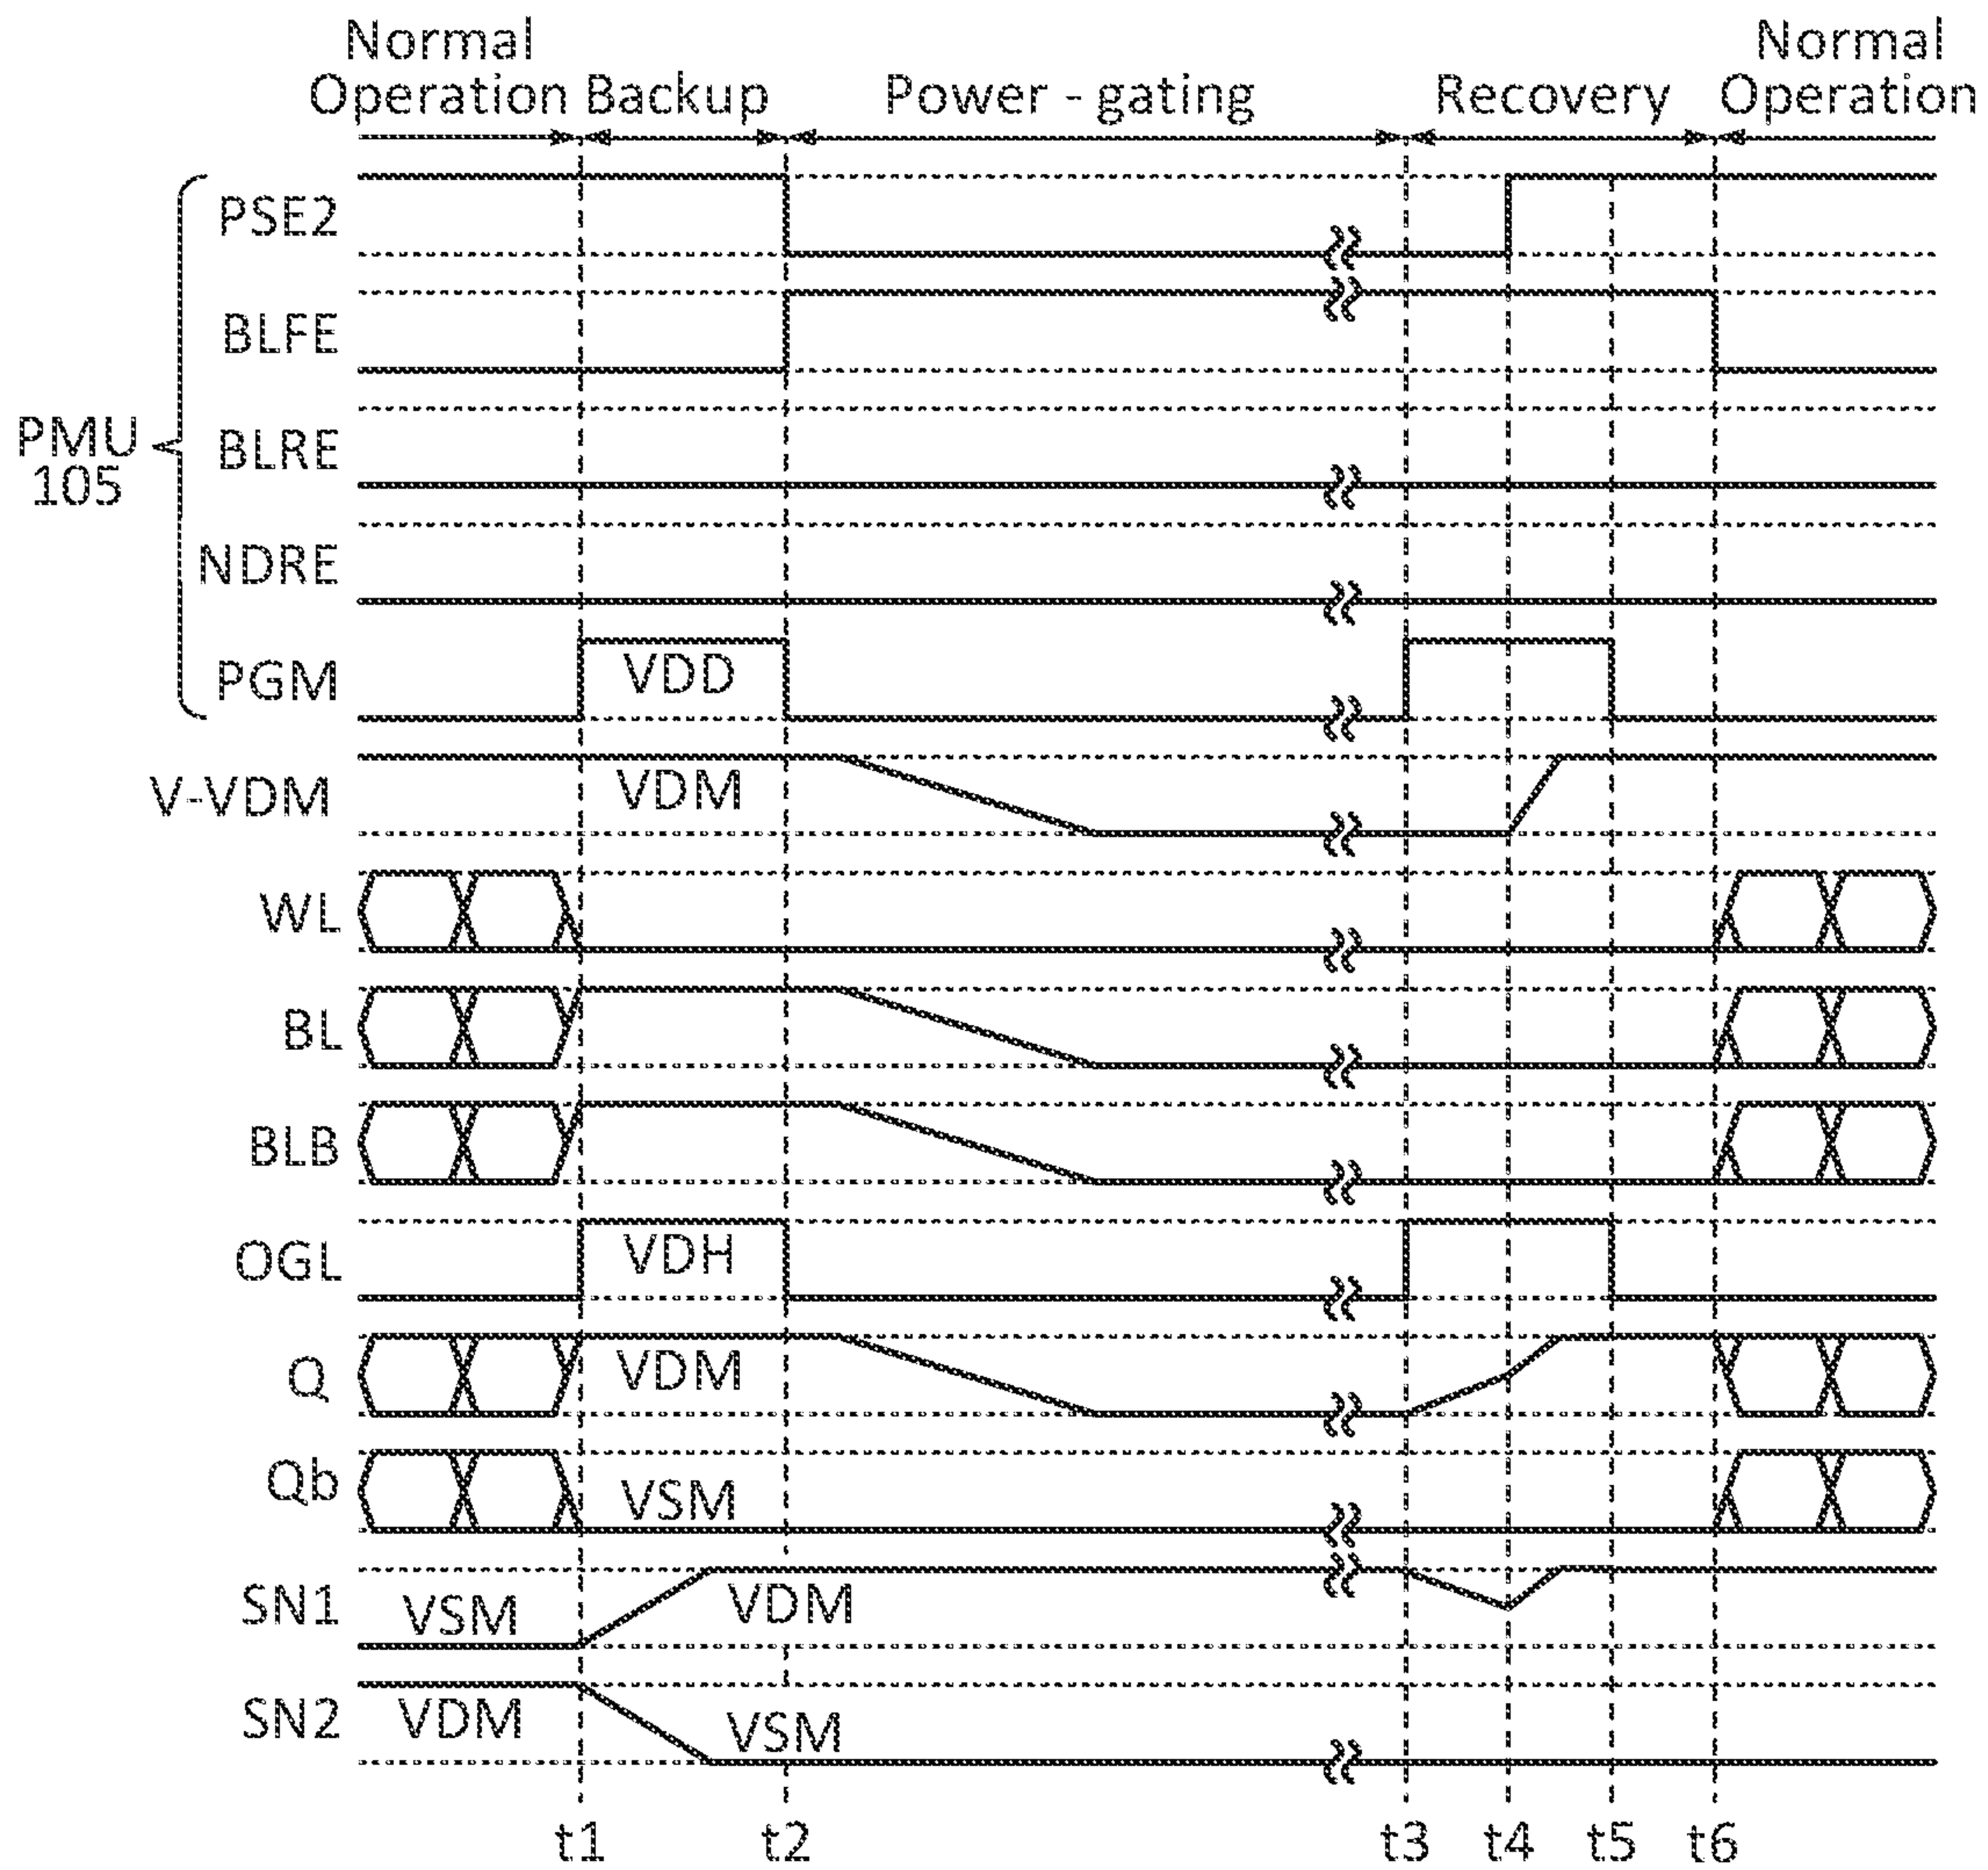 Normal Operation
Backup
Power - gating
Recovery
Normal Operation
PMU 105
PSE2
BLFE
BLRE
NDRE
PGM
VDD
V-VDM
VDM
WL
BL
BLB
OGL
VDH
Q
VDM
Qb
VSM
SN1
VSM
VDM
SN2
VDM
VSM
t1
t2
t3
t4
t5
t6